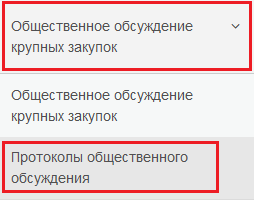 Общественное обсуждение
крупных закупок
Общественное обсуждение
крупных закупок
Протоколы общественного
обсуждения